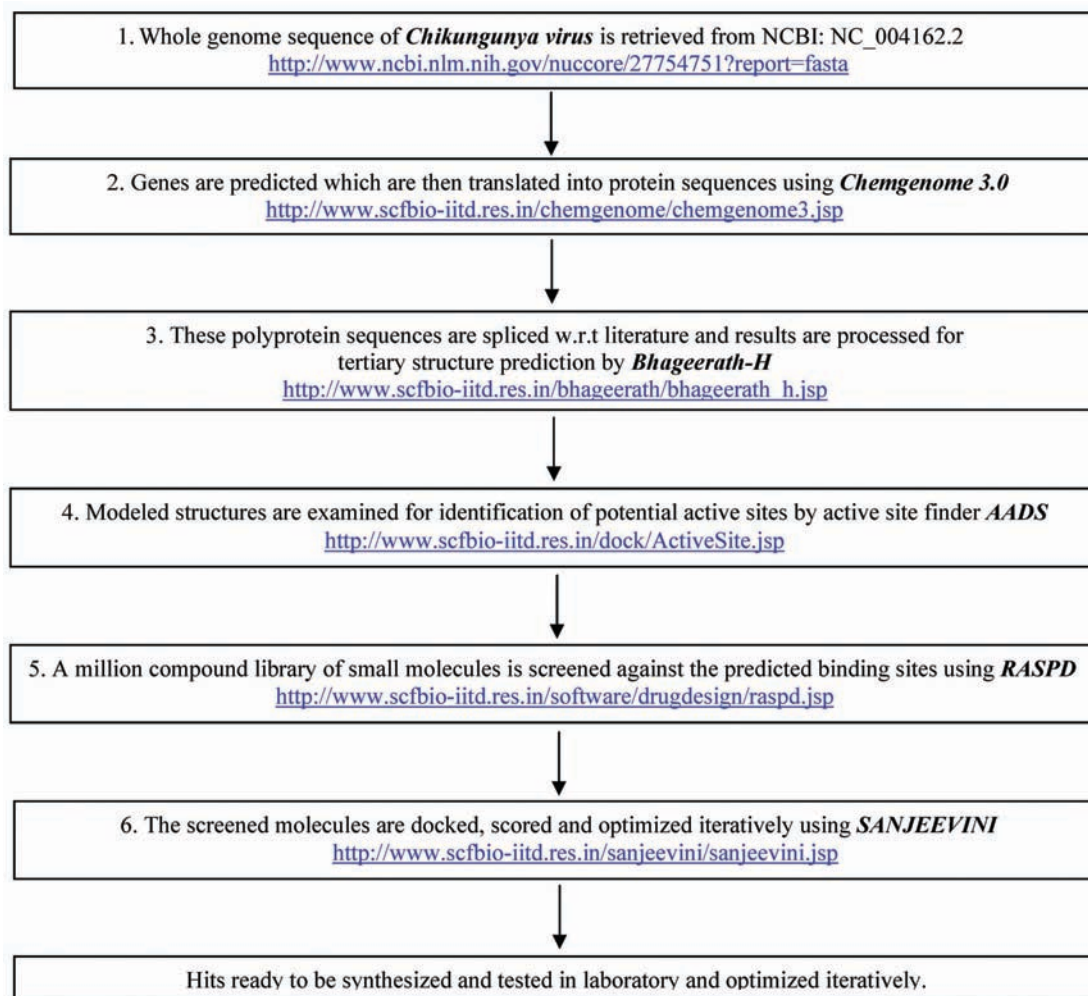 1. Whole genome sequence of Chikungunya virus is retrieved from NCBI: NC_004162.2
http://www.ncbi.nlm.nih.gov/nuccore/27754751?report=fasta
2. Genes are predicted which are then translated into protein sequences using Chemgenome 3.0
http://www.scfbio-iitd.res.in/chemgenome/chemgenome3.jsp
3. These polyprotein sequences are spliced w.r.t literature and results are processed for
tertiary structure prediction by Bhageerath-H
http://www.scfbio-iitd.res.in/bhageerath/bhageerath_h.jsp
4. Modeled structures are examined for identification of potential active sites by active site finder AADS
http://www.scfbio-iitd.res.in/dock/ActiveSite.jsp
5. A million compound library of small molecules is screened against the predicted binding sites using RASPD
http://www.scfbio-iitd.res.in/software/drugdesign/raspd.jsp
6. The screened molecules are docked, scored and optimized iteratively using SANJEEVINI
http://www.scfbio-iitd.res.in/sanjeevini/sanjeevini.jsp
Hits ready to be synthesized and tested in laboratory and optimized iteratively.